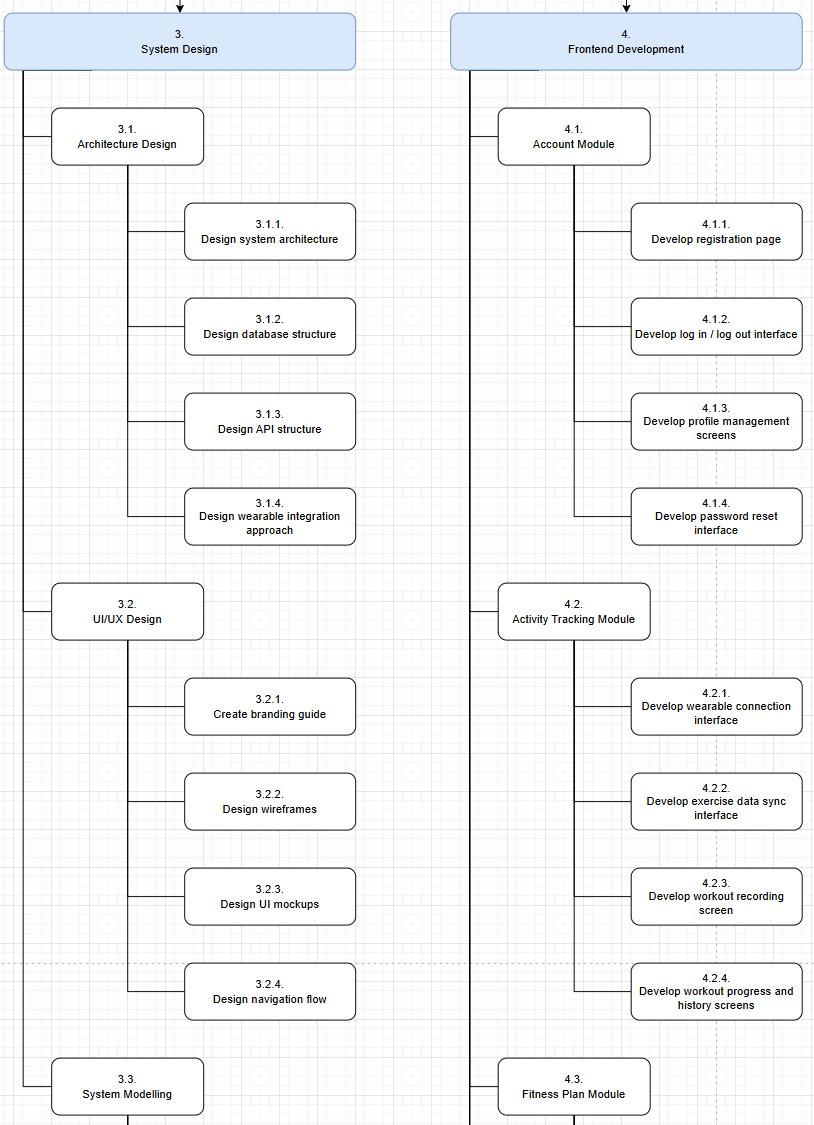 3.
System Design
3.1.
Architecture Design
3.1.1.
Design system architecture
3.1.2.
Design database structure
3.1.3.
Design API structure
3.1.4.
Design wearable integration
approach
3.2.
UI/UX Design
3.2.1.
Create branding guide
3.2.2.
Design wireframes
3.2.3.
Design UI mockups
3.2.4.
Design navigation flow
3.3.
System Modelling
4.
Frontend Development
4.1.
Account Module
4.1.1.
Develop registration page
4.1.2.
Develop log in / log out interface
4.1.3.
Develop profile management
screens
4.1.4.
Develop password reset
interface
4.2.
Activity Tracking Module
4.2.1.
Develop wearable connection
interface
4.2.2.
Develop exercise data sync
interface
4.2.3.
Develop workout recording
screen
4.2.4.
Develop workout progress and
history screens
4.3.
Fitness Plan Module